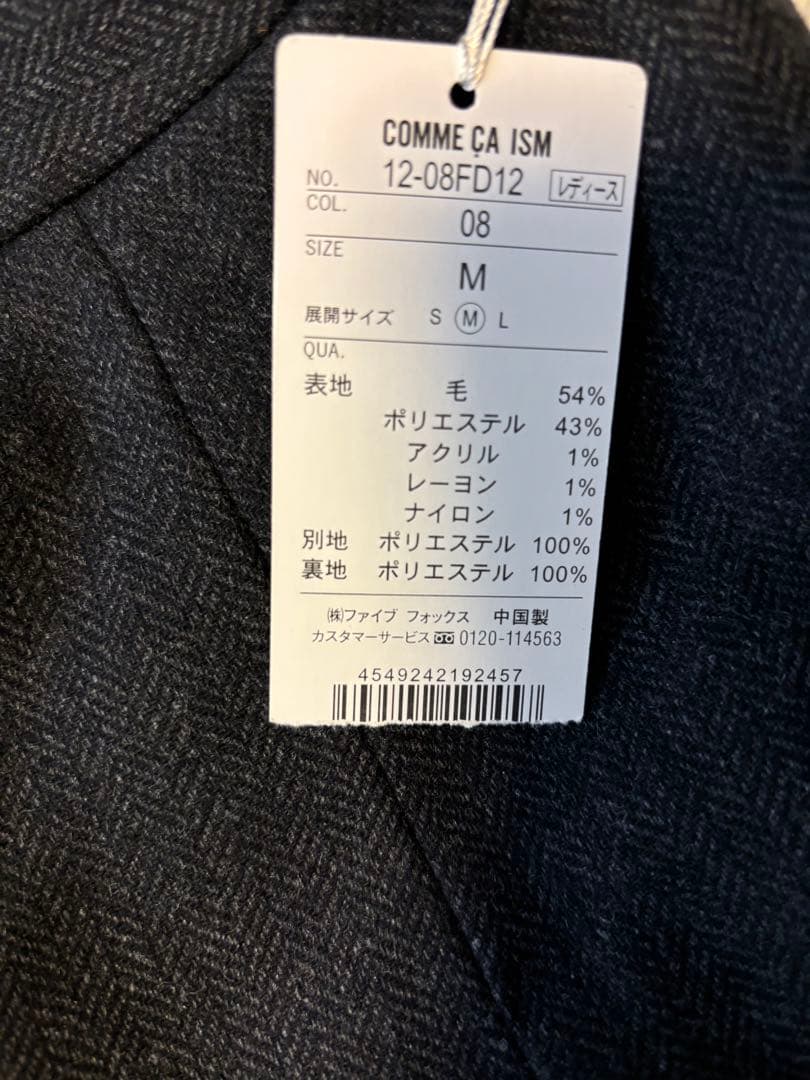 COMME ÇA ISM
NO. 12-08FD12 レディース
COL. 08
SIZE
M
展開サイズ S M L
QUA.
表地 毛 54%
ポリエステル 43%
アクリル 1%
レーヨン 1%
ナイロン 1%
別地 ポリエステル 100%
裏地 ポリエステル 100%
㈱ファイブ フォックス 中国製
カスタマーサービス 0120-114563
4549242192457